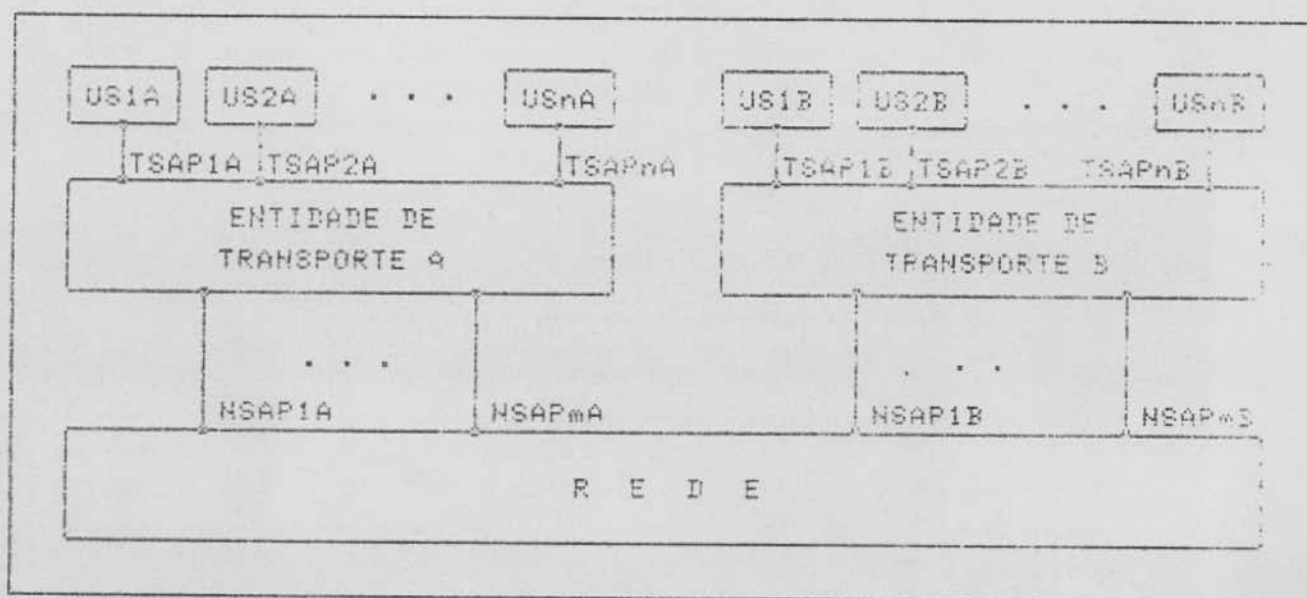 US1A US2A . . . USnA US1B US2B . . . USnB
TSAP1A TSAP2A TSAPnA TSAP1B TSAP2B TSAPnB
ENTIDADE DE ENTIDADE DE
TRANSPORTE A TRANSPORTE B
. . . . . .
NSAP1A NSAPmA NSAP1B NSAPmB
R E D E